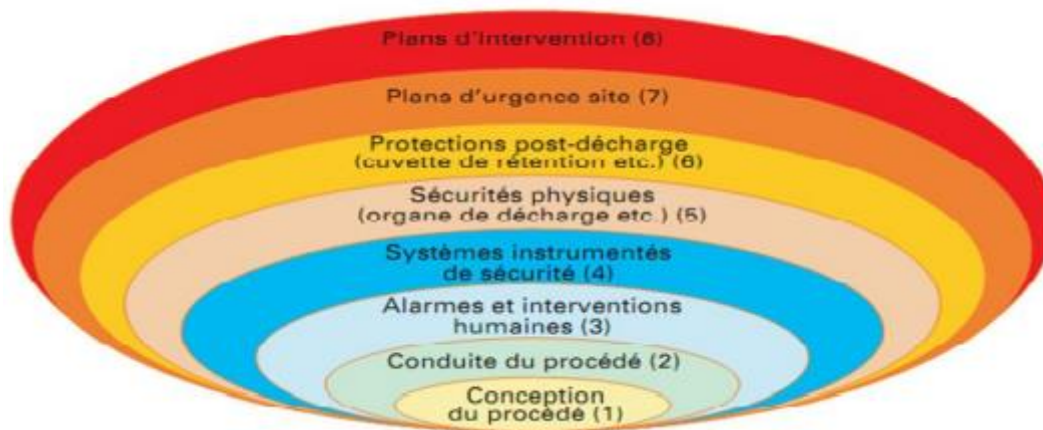 Plans d'intervention (8)
Plans d'urgence site (7)
Protections post-décharge
(cuvette de rétention etc.) (6)
Sécurités physiques
(organe de décharge etc.) (5)
Systèmes instrumentés
de sécurité (4)
Alarmes et interventions
humaines (3)
Conduite du procédé (2)
Conception
du procédé (1)